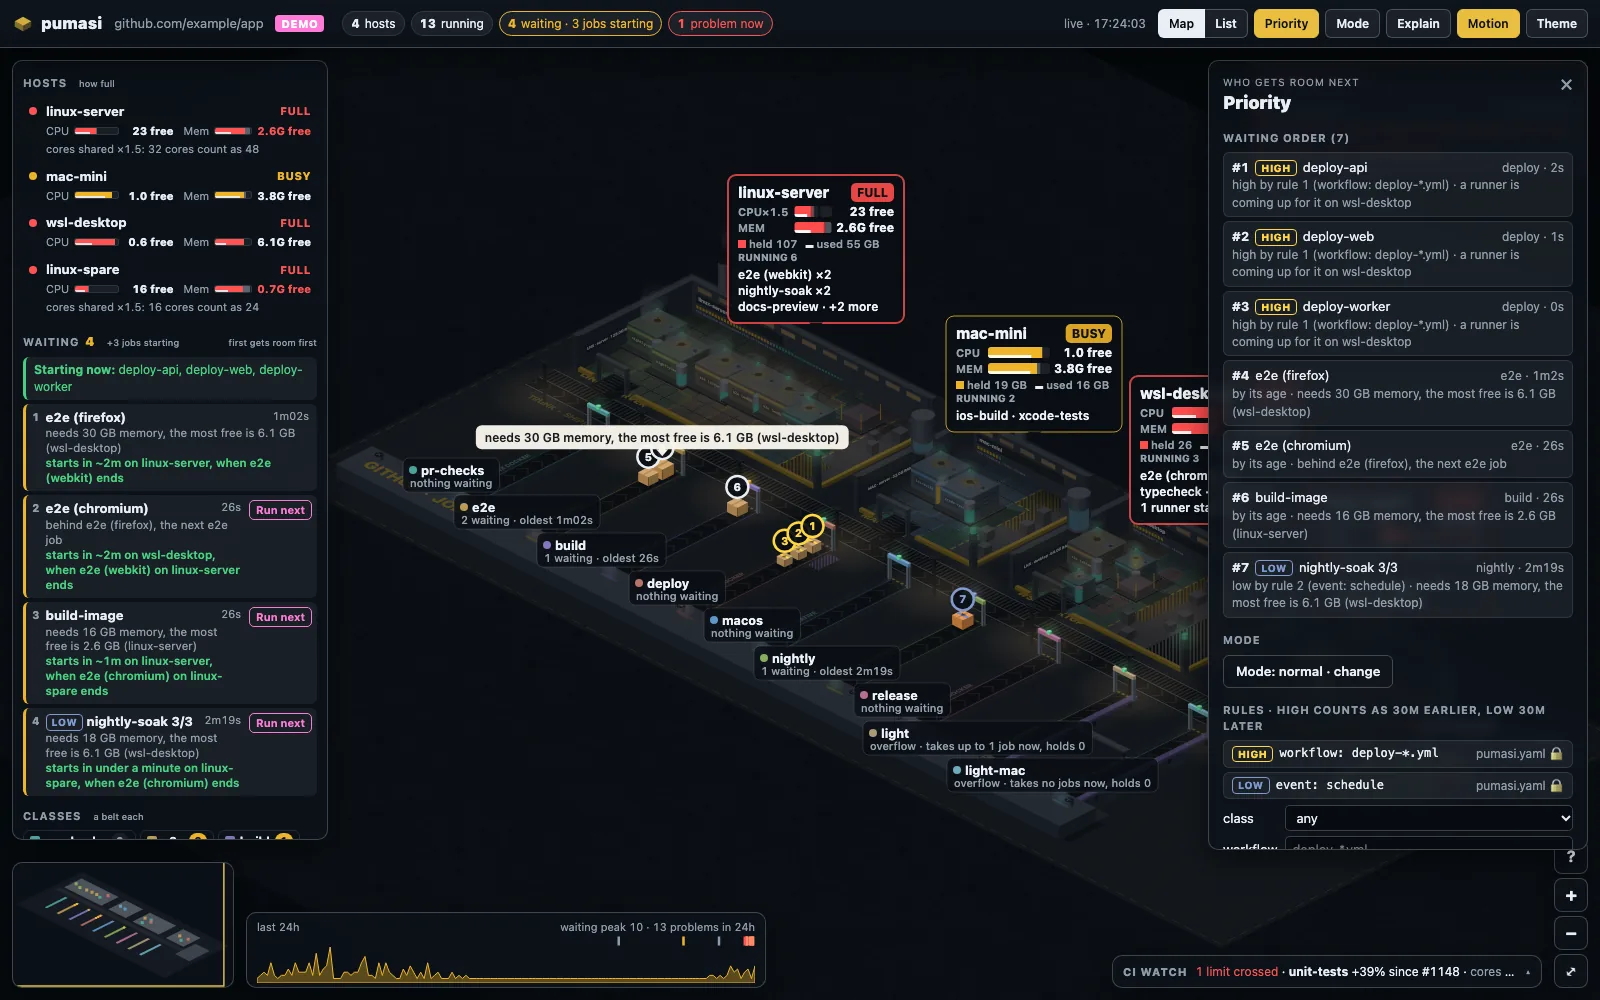 pumasi github.com/example/app DEMO 4 hosts 13 running 4 waiting · 3 jobs starting 1 problem now live · 17:24:03 Map List Priority Mode Explain Motion Theme
HOSTS how full
linux-server FULL
CPU 23 free Mem 2.6G free
cores shared ×1.5: 32 cores count as 48
mac-mini BUSY
CPU 1.0 free Mem 3.8G free
wsl-desktop FULL
CPU 0.6 free Mem 6.1G free
linux-spare FULL
CPU 16 free Mem 0.7G free
cores shared ×1.5: 16 cores count as 24
WAITING 4 +3 jobs starting first gets room first
Starting now: deploy-api, deploy-web, deploy-
worker
1 e2e (firefox) 1m02s
needs 30 GB memory, the most free is 6.1 GB
(wsl-desktop)
starts in ~2m on linux-server, when e2e
(webkit) ends
2 e2e (chromium) 26s Run next
behind e2e (firefox), the next e2e
job
starts in ~2m on wsl-desktop,
when e2e (webkit) on linux-server
ends
3 build-image 26s Run next
needs 16 GB memory, the most
free is 2.6 GB (linux-server)
starts in ~1m on linux-server,
when e2e (chromium) on linux-
spare ends
4 LOW nightly-soak 3/3 2m19s Run next
needs 18 GB memory, the most
free is 6.1 GB (wsl-desktop)
starts in under a minute on linux-
spare, when e2e (chromium) ends
CLASSES a belt each
linux-server FULL
CPU×1.5 23 free
MEM 2.6G free
held 107 used 55 GB
RUNNING 6
e2e (webkit) ×2
nightly-soak ×2
docs-preview · +2 more
mac-mini BUSY
CPU 1.0 free
MEM 3.8G free
held 19 GB used 16 GB
RUNNING 2
ios-build · xcode-tests
wsl-desk
CPU
MEM
held 26
RUNNING 3
e2e (chrom
typecheck ·
1 runner sta
needs 30 GB memory, the most free is 6.1 GB (wsl-desktop)
5
6
3 2 1
7
pr-checks
nothing waiting
e2e
2 waiting · oldest 1m02s
build
1 waiting · oldest 26s
deploy
nothing waiting
macos
nothing waiting
nightly
1 waiting · oldest 2m19s
release
nothing waiting
light
overflow · takes up to 1 job now, holds 0
light-mac
overflow · takes no jobs now, holds 0
WHO GETS ROOM NEXT
Priority
WAITING ORDER (7)
#1 HIGH deploy-api deploy · 2s
high by rule 1 (workflow: deploy-*.yml) · a runner is
coming up for it on wsl-desktop
#2 HIGH deploy-web deploy · 1s
high by rule 1 (workflow: deploy-*.yml) · a runner is
coming up for it on wsl-desktop
#3 HIGH deploy-worker deploy · 0s
high by rule 1 (workflow: deploy-*.yml) · a runner is
coming up for it on wsl-desktop
#4 e2e (firefox) e2e · 1m2s
by its age · needs 30 GB memory, the most free is 6.1 GB
(wsl-desktop)
#5 e2e (chromium) e2e · 26s
by its age · behind e2e (firefox), the next e2e job
#6 build-image build · 26s
by its age · needs 16 GB memory, the most free is 2.6 GB
(linux-server)
#7 LOW nightly-soak 3/3 nightly · 2m19s
low by rule 2 (event: schedule) · needs 18 GB memory, the
most free is 6.1 GB (wsl-desktop)
MODE
Mode: normal · change
RULES · HIGH COUNTS AS 30M EARLIER, LOW 30M
LATER
HIGH workflow: deploy-*.yml pumasi.yaml
LOW event: schedule pumasi.yaml
class any
workflow deploy-*.yml
last 24h waiting peak 10 · 13 problems in 24h
CI WATCH 1 limit crossed · unit-tests +39% since #1148 · cores ...
?
+
−